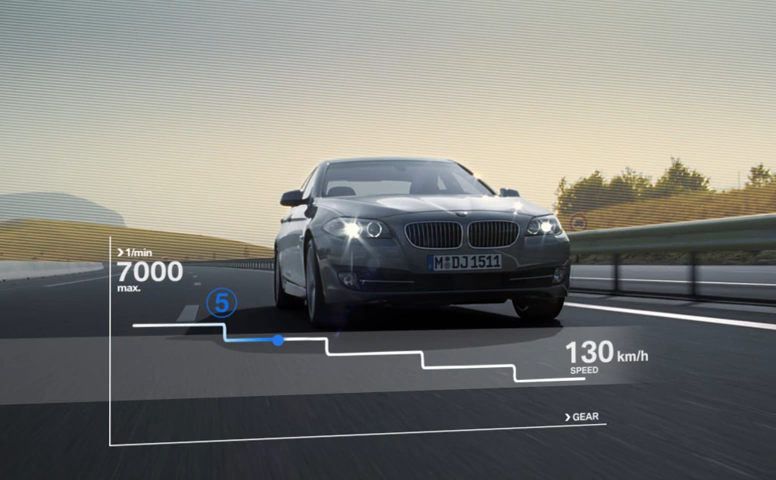 ❯ 1/min
7000
max.
5
M DJ 1511
130 km/h
SPEED
❯ GEAR